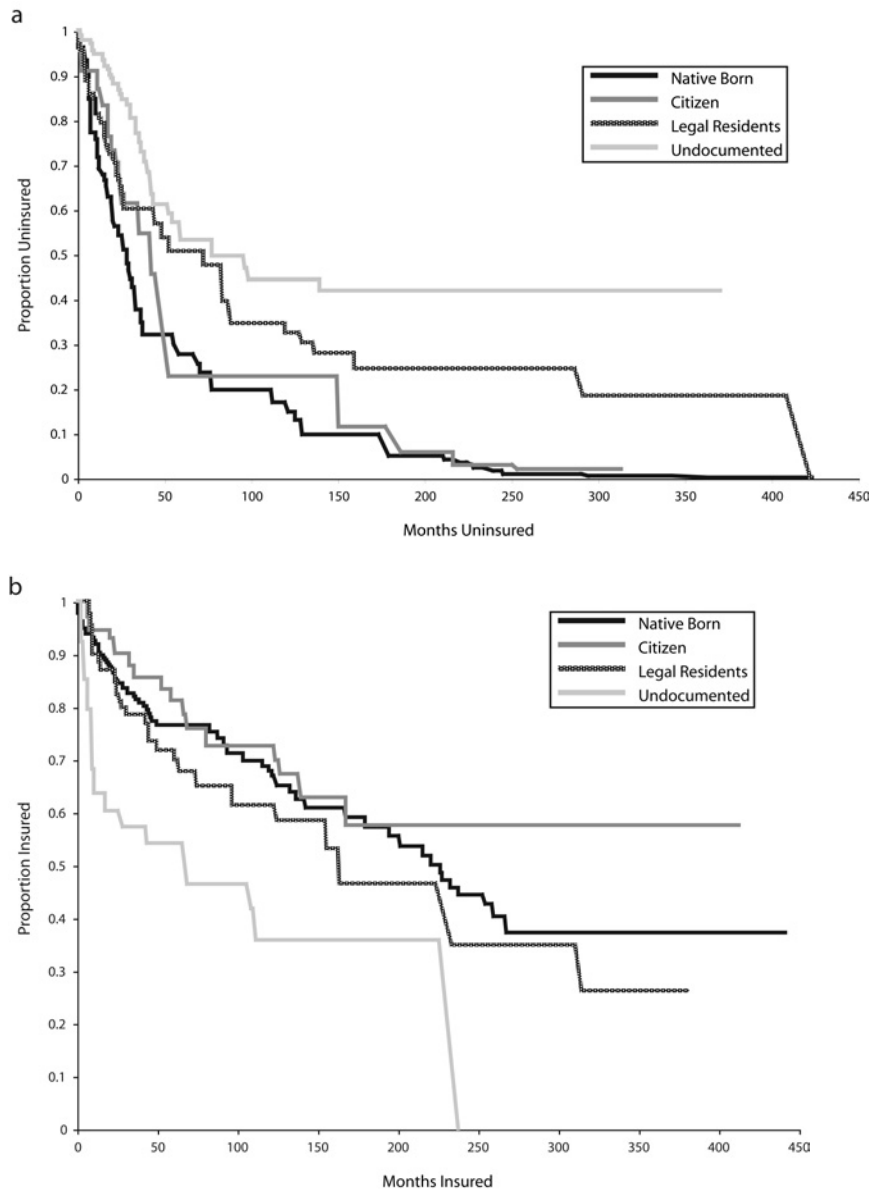 a
1
0.9
0.8
0.7
0.6
0.5
0.4
0.3
0.2
0.1
0
Proportion Uninsured
Native Born
Citizen
Legal Residents
Undocumented
0 50 100 150 200 250 300 350 400 450
Months Uninsured
b
1
0.9
0.8
0.7
0.6
0.5
0.4
0.3
0.2
0.1
0
Proportion Insured
Native Born
Citizen
Legal Residents
Undocumented
0 50 100 150 200 250 300 350 400 450
Months Insured